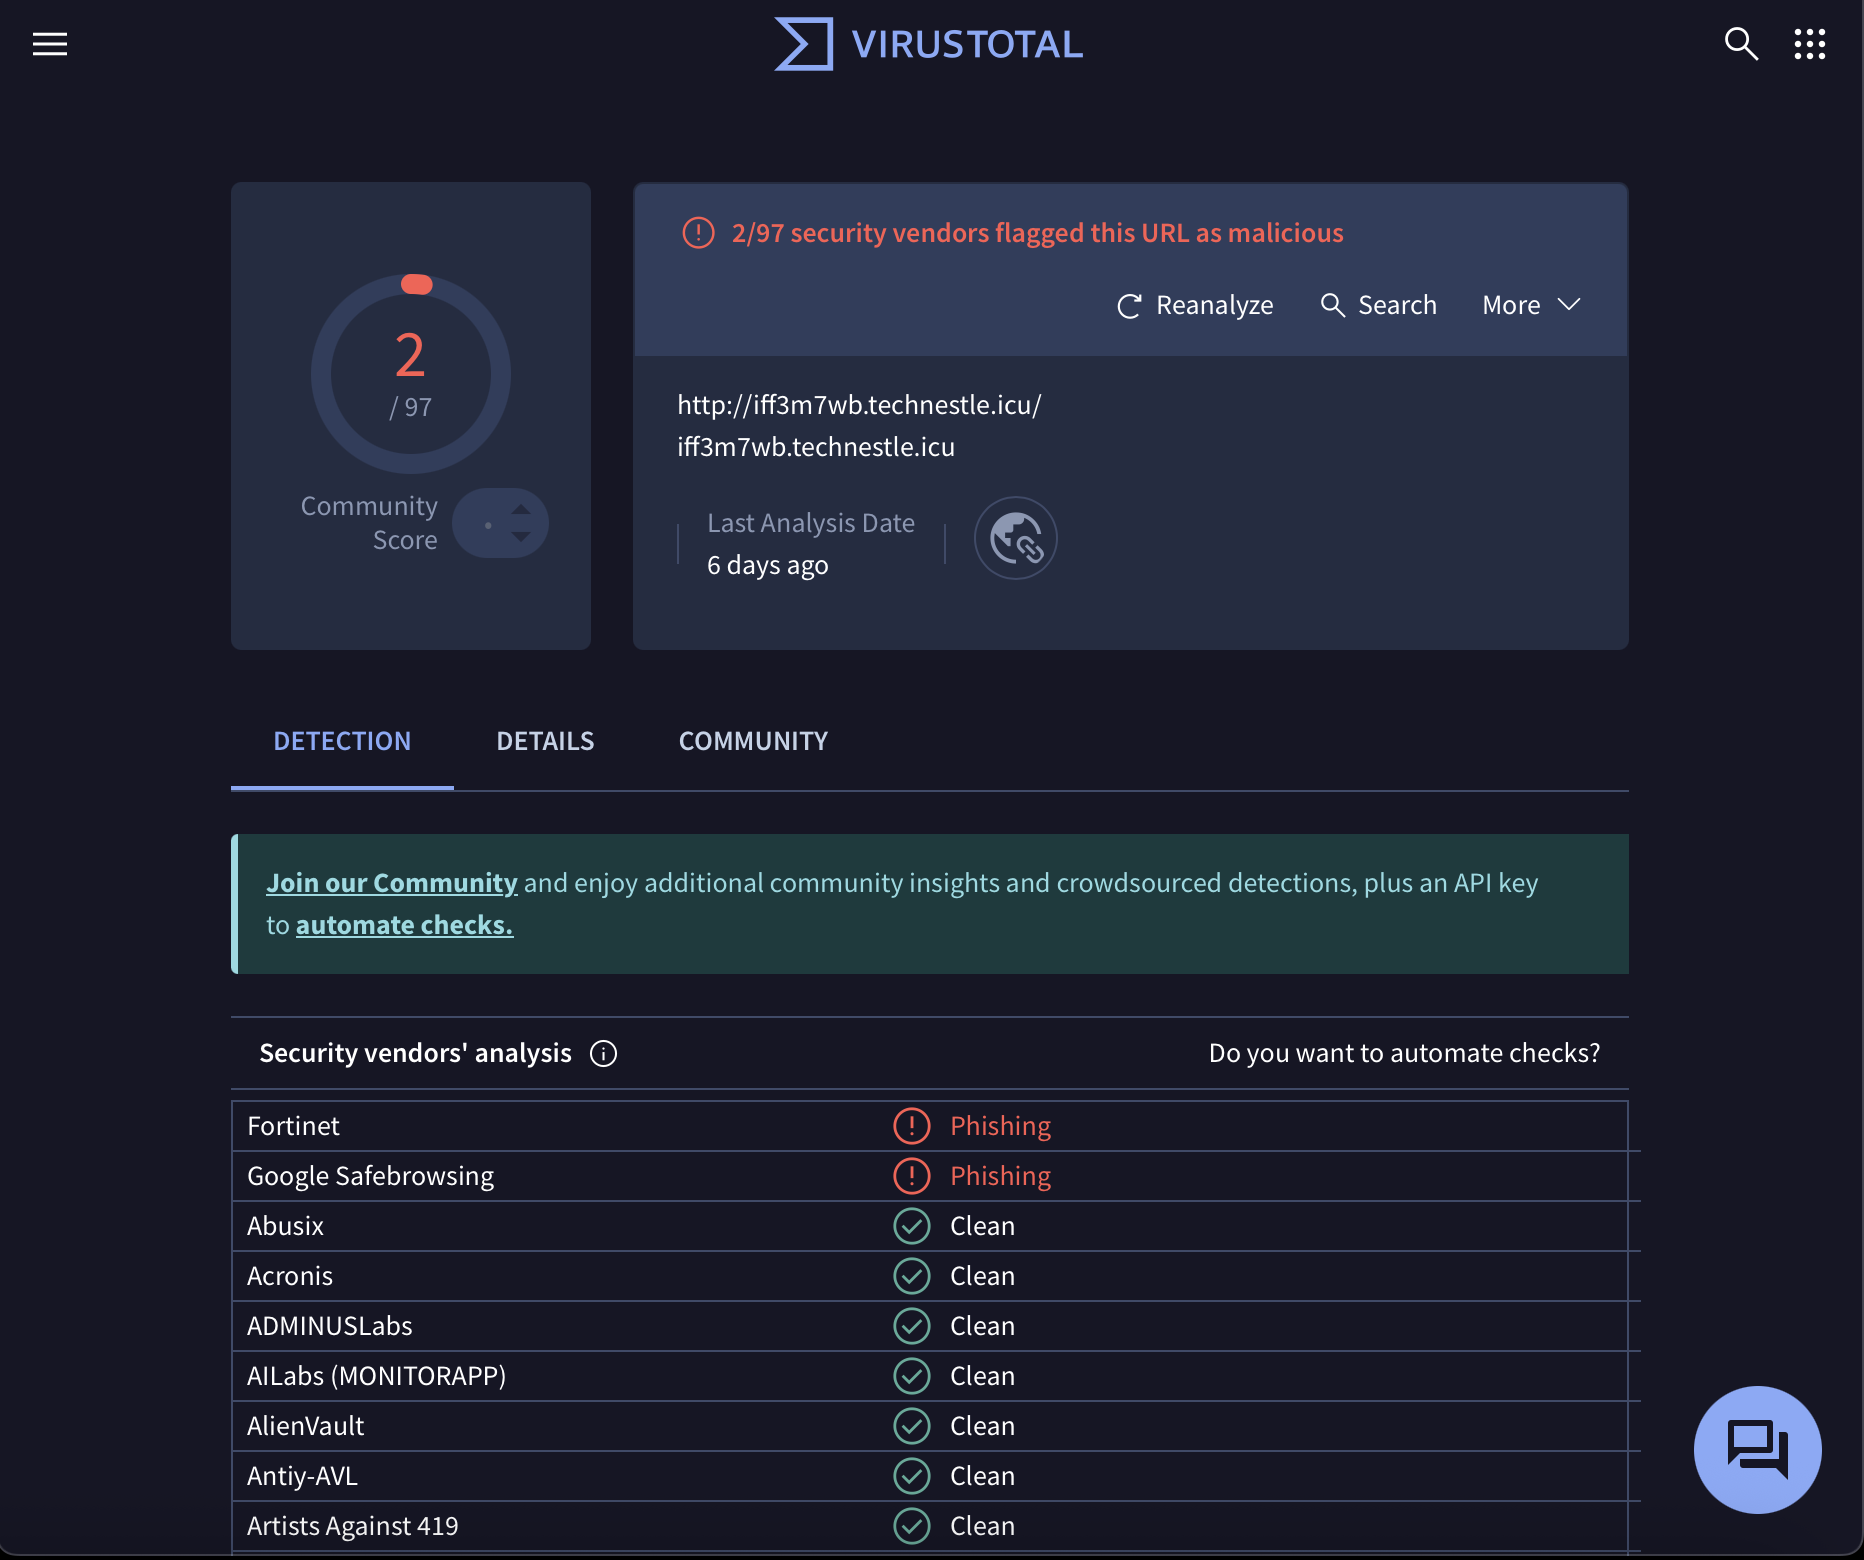 VIRUSTOTAL
2
/ 97
Community
Score
2/97 security vendors flagged this URL as malicious
Reanalyze
Search
More
http://iff3m7wb.technestle.icu/
iff3m7wb.technestle.icu
Last Analysis Date
6 days ago
DETECTION
DETAILS
COMMUNITY
Join our Community and enjoy additional community insights and crowdsourced detections, plus an API key
to automate checks.
Security vendors' analysis
Do you want to automate checks?
Fortinet
Phishing
Google Safebrowsing
Phishing
Abusix
Clean
Acronis
Clean
ADMINUSLabs
Clean
AILabs (MONITORAPP)
Clean
AlienVault
Clean
Antiy-AVL
Clean
Artists Against 419
Clean